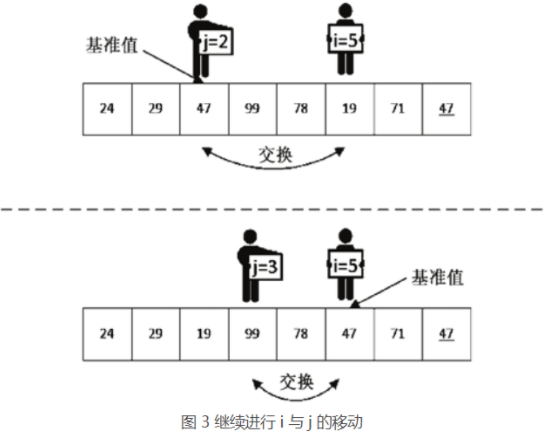 j=2 i=5
基准值
24 29 47 99 78 19 71 47
交换
j=3 i=5
基准值
24 29 19 99 78 47 71 47
交换
图 3 继续进行 i 与 j 的移动